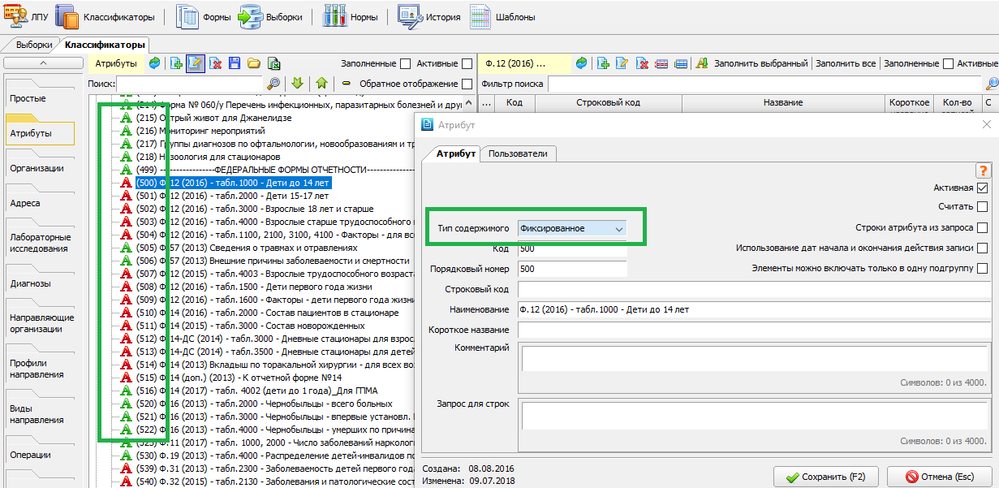 ЛПУ Классификаторы Формы Выборки Нормы История Шаблоны
Выборки Классификаторы
Атрибуты Заполненные Активные
Ф.12 (2016) ... Заполнить выбранный Заполнить все Заполненные Активные
Поиск: Обратное отображение
Фильтр поиска
... Код Строковый код Название Короткое Кол-во С
Простые
Атрибуты
Организации
Адреса
Лабораторные
исследования
Диагнозы
Направляющие
организации
Профили
направления
Виды
направления
Операции
(214) Форма № 060/у Перечень инфекционных, паразитарных болезней и дру
(215) Острый живот для Джанелидзе
(216) Мониторинг мероприятий
(217) Группы диагнозов по офтальмологии, новообразованиям и т
(218) Нозоология для стационаров
(499) -----------------ФЕДЕРАЛЬНЫЕ ФОРМЫ ОТЧЕТНОСТИ---------------
(500) Ф.12 (2016) - табл.1000 - Дети до 14 лет
(501) Ф.12 (2016) - табл.2000 - Дети 15-17 лет
(502) Ф.12 (2016) - табл.3000 - Взрослые 18 лет и старше
(503) Ф.12 (2016) - табл.4000 - Взрослые старше трудоспособного
(504) Ф.12 (2016) - табл.1100, 2100, 3100, 4100 - Факторы - для все
(505) Ф.57 (2013) Сведения о травмах и отравлениях
(506) Ф.57 (2013) Внешние причины заболеваемости и смертности
(507) Ф.12 (2015) - табл.4003 - Взрослые трудоспособного возраст
(508) Ф.12 (2016) - табл.1500 - Дети первого года жизни
(509) Ф.12 (2016) - табл.1600 - Факторы - дети первого года жизн
(510) Ф.14 (2016) - табл.2000 - Состав пациентов в стационаре
(511) Ф.14 (2015) - табл.3000 - Состав новорожденных
(512) Ф.14-ДС (2014) - табл.3000 - Дневные стационары для взрос
(513) Ф.14-ДС (2014) - табл.3500 - Дневные стационары для детей
(514) Ф.14 (2013) Вкладыш по торакальной хирургии - для всех во
(515) Ф.14 (доп.) (2013) - К отчетной форме №14
(516) Ф.14 (2017) - табл. 4002 (дети до 1 года)_Для ГПМА
(520) Ф.16 (2013) - табл.2000 - Чернобыльцы - всего больных
(521) Ф.16 (2013) - табл.3000 - Чернобыльцы - впервые установл.
(522) Ф.16 (2013) - табл.4000 - Чернобыльцы - умерших по причина
(523) Ф.11 (2017) - табл. 1000, 2000 - Число заболеваний нарколог
(530) Ф.19 (2013) - табл.4000 - Распределение детей-инвалидов по
(539) Ф.31 (2013) - табл.2300 - Заболеваемость детей первого год
(540) Ф.32 (2015) - табл.2130 - Заболевания и патологические сост
Атрибут
Атрибут Пользователи
Активная
Считать
Тип содержимого Фиксированное
Строки атрибута из запроса
Код 500
Использование дат начала и окончания действия записи
Порядковый номер 500
Элементы можно включать только в одну подгруппу
Строковый код
Наименование Ф.12 (2016) - табл.1000 - Дети до 14 лет
Короткое название
Комментарий
Символов: 0 из 4000.
Запрос для строк
Символов: 0 из 4000.
Создана: 08.08.2016
Изменена: 09.07.2018
Сохранить (F2) Отмена (Esc)